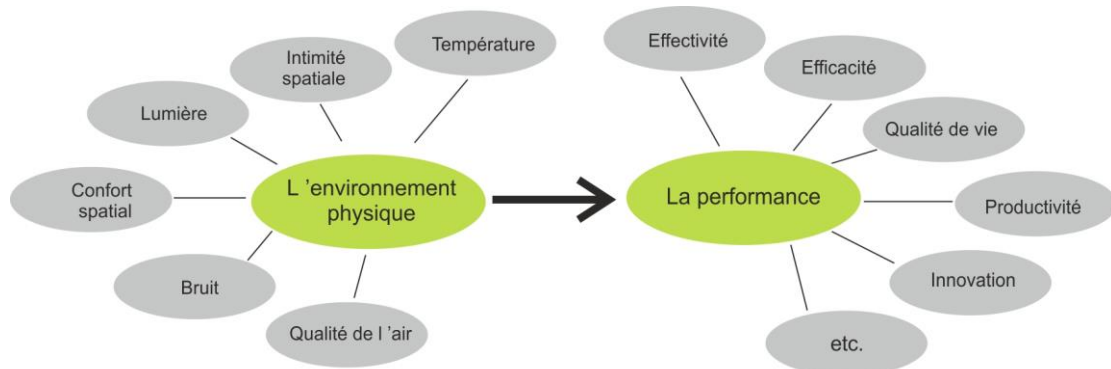 Température
Intimité
spatiale
Lumière
Confort
spatial
Bruit
Qualité de l ’air
L ’environnement
physique
Effectivité
Efficacité
Qualité de vie
La performance
Productivité
Innovation
etc.